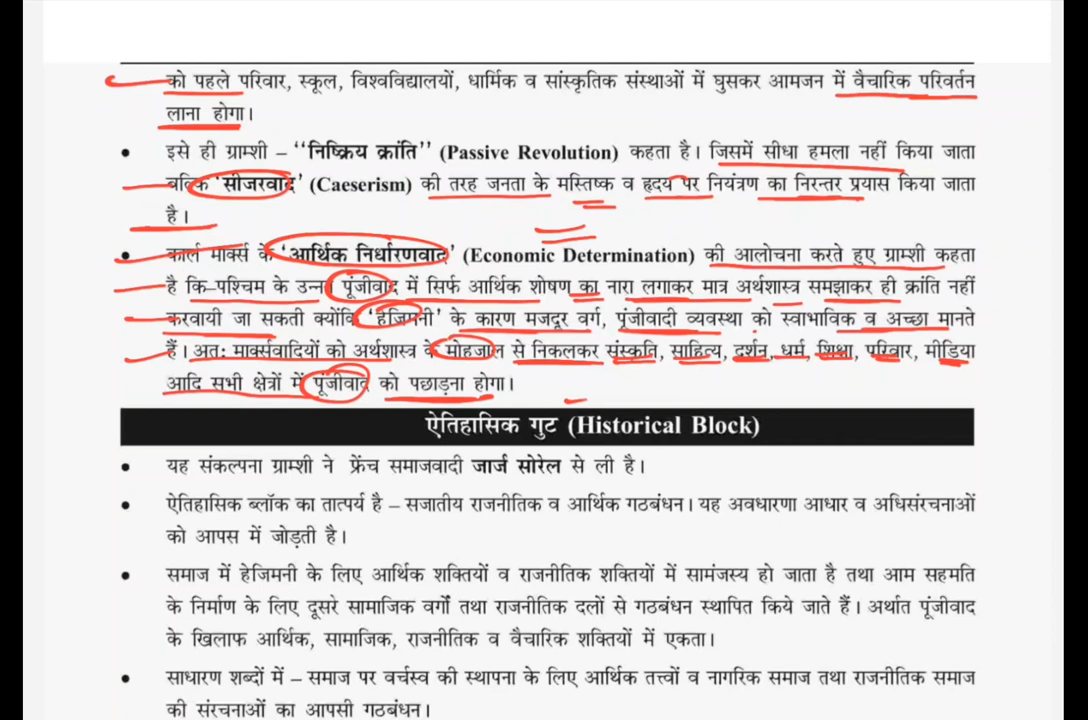 को पहले परिवार, स्कूल, विश्वविद्यालयों, धार्मिक व सांस्कृतिक संस्थाओं में घुसकर आमजन में वैचारिक परिवर्तन
लाना होगा।
• इसे ही ग्राम्शी – “निष्क्रिय क्रांति” (Passive Revolution) कहता है। जिसमें सीधा हमला नहीं किया जाता
बल्कि ‘सीजरवाद’ (Caeserism) की तरह जनता के मस्तिष्क व हृदय पर नियंत्रण का निरन्तर प्रयास किया जाता
है।
• कार्ल मार्क्स के ‘आर्थिक निर्धारणवाद’ (Economic Determination) की आलोचना करते हुए ग्राम्शी कहता
है कि-पश्चिम के उन्नत पूंजीवाद में सिर्फ आर्थिक शोषण का नारा लगाकर मात्र अर्थशास्त्र समझाकर ही क्रांति नहीं
करवायी जा सकती क्योंकि ‘हेजिमनी’ के कारण मजदूर वर्ग, पूंजीवादी व्यवस्था को स्वाभाविक व अच्छा मानते
हैं। अत: मार्क्सवादियों को अर्थशास्त्र के मोहजाल से निकलकर संस्कृति, साहित्य, दर्शन, धर्म, शिक्षा, परिवार, मीडिया
आदि सभी क्षेत्रों में पूंजीवाद को पछाड़ना होगा।
ऐतिहासिक गुट (Historical Block)
• यह संकल्पना ग्राम्शी ने फ्रेंच समाजवादी जार्ज सोरेल से ली है।
• ऐतिहासिक ब्लॉक का तात्पर्य है – सजातीय राजनीतिक व आर्थिक गठबंधन। यह अवधारणा आधार व अधिसंरचनाओं
को आपस में जोड़ती है।
• समाज में हेजिमनी के लिए आर्थिक शक्तियों व राजनीतिक शक्तियों में सामंजस्य हो जाता है तथा आम सहमति
के निर्माण के लिए दूसरे सामाजिक वर्गों तथा राजनीतिक दलों से गठबंधन स्थापित किये जाते हैं। अर्थात पूंजीवाद
के खिलाफ आर्थिक, सामाजिक, राजनीतिक व वैचारिक शक्तियों में एकता।
• साधारण शब्दों में – समाज पर वर्चस्व की स्थापना के लिए आर्थिक तत्त्वों व नागरिक समाज तथा राजनीतिक समाज
की संरचनाओं का आपसी गठबंधन।